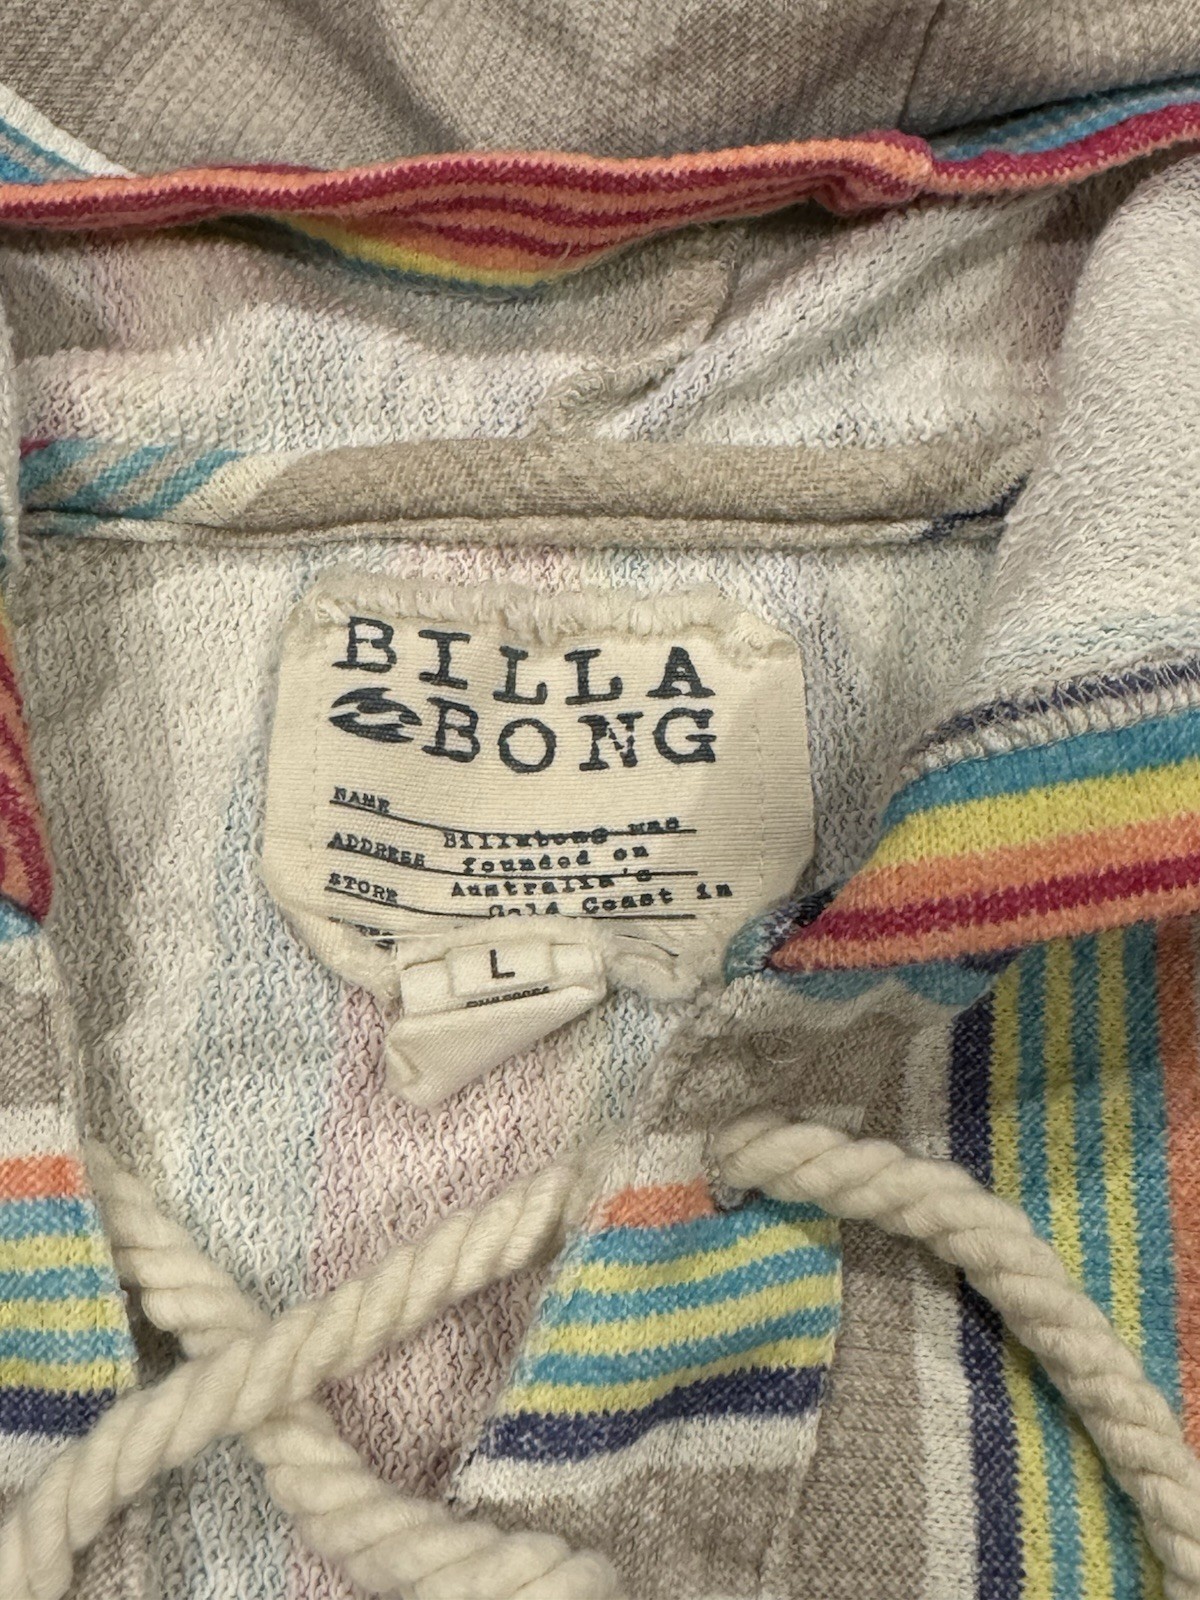 BILLA
BONG
NAME
ADDRESS
STORE
Billabong was
founded on
Australia's
Gold Coast in
L